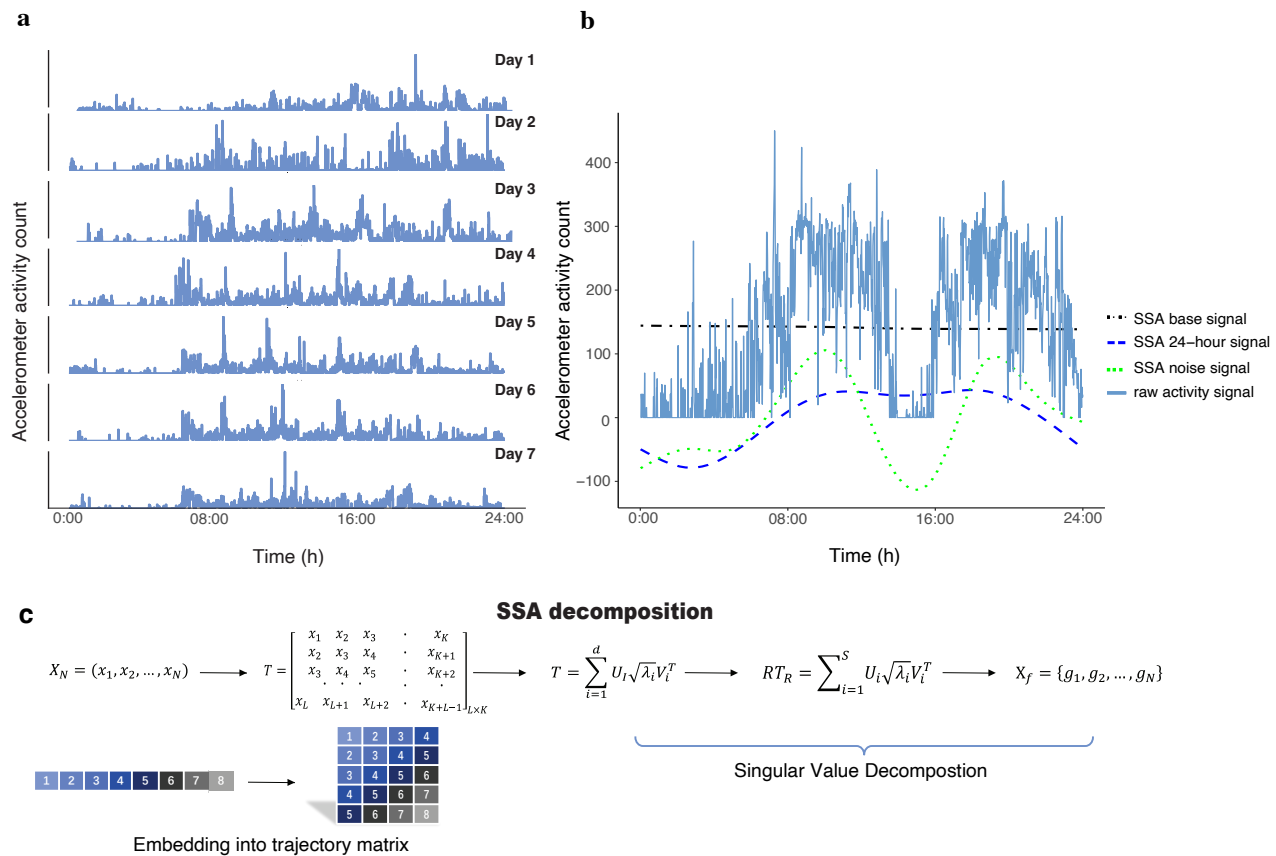 a
Day 1
Day 2
Day 3
Day 4
Day 5
Day 6
Day 7
Accelerometer activity count
0:00 08:00 16:00 24:00
Time (h)
b
400
300
200
100
0
−100
Accelerometer activity count
0:00 08:00 16:00 24:00
Time (h)
SSA base signal
SSA 24−hour signal
SSA noise signal
raw activity signal
c
SSA decomposition
X_N = (x_1, x_2, ..., x_N)
T = [
x_1 x_2 x_3 · x_K
x_2 x_3 x_4 · x_{K+1}
x_3 x_4 x_5 · x_{K+2}
· · · · ·
x_L x_{L+1} x_{L+2} · x_{K+L−1}
]_{L×K}
T = ∑_{i=1}^{d} U_I √λ_i V_i^T
RT_R = ∑_{i=1}^{S} U_i √λ_i V_i^T
X_f = {g_1, g_2, ..., g_N}
1 2 3 4 5 6 7 8
1 2 3 4
2 3 4 5
3 4 5 6
4 5 6 7
5 6 7 8
Embedding into trajectory matrix
Singular Value Decompostion